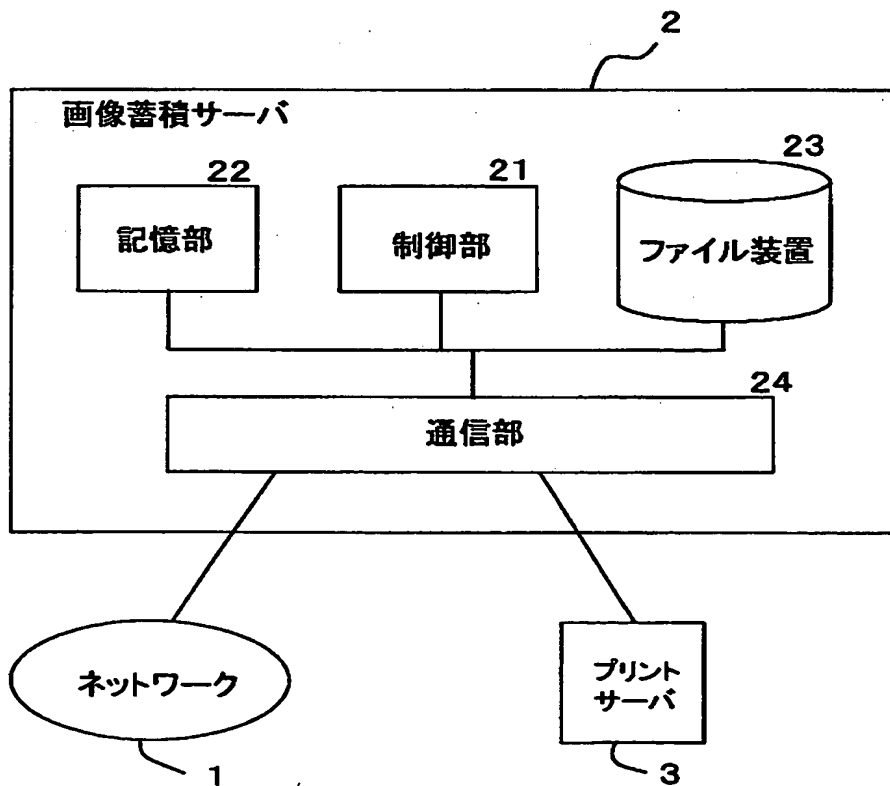 2
画像蓄積サーバ
22
21
23
記憶部
制御部
ファイル装置
24
通信部
ネットワーク
プリント
サーバ
1
3